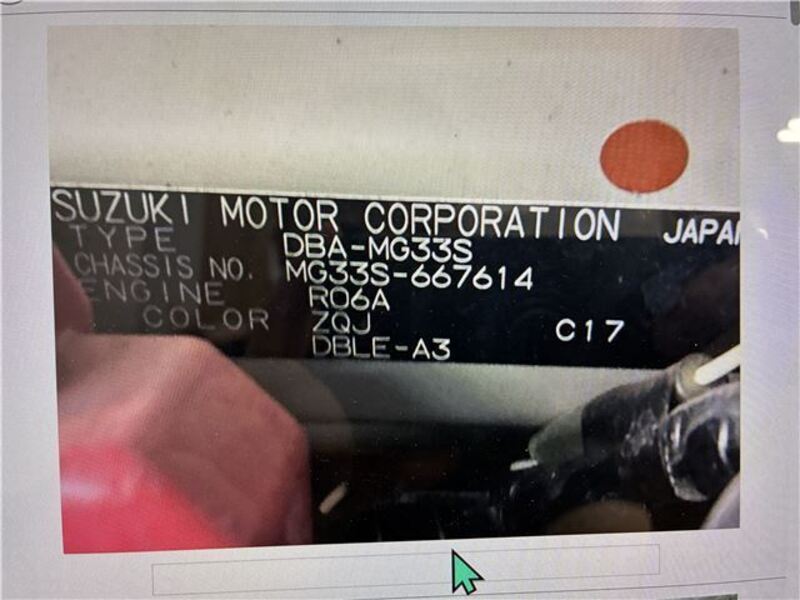 SUZUKI MOTOR CORPORATION JAPAN
TYPE DBA-MG33S
CHASSIS NO. MG33S-667614
ENGINE R06A
COLOR ZQJ C17
DBLE-A3